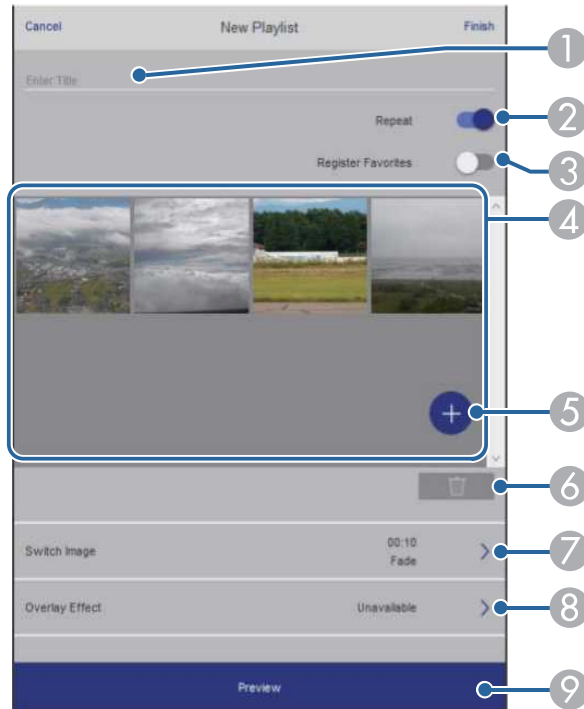 Cancel New Playlist Finish
Enter Title
1
Repeat
2
Register Favorites
3
4
5
6
Switch Image
00:10
Fade
7
Overlay Effect Unavailable
8
Preview
9